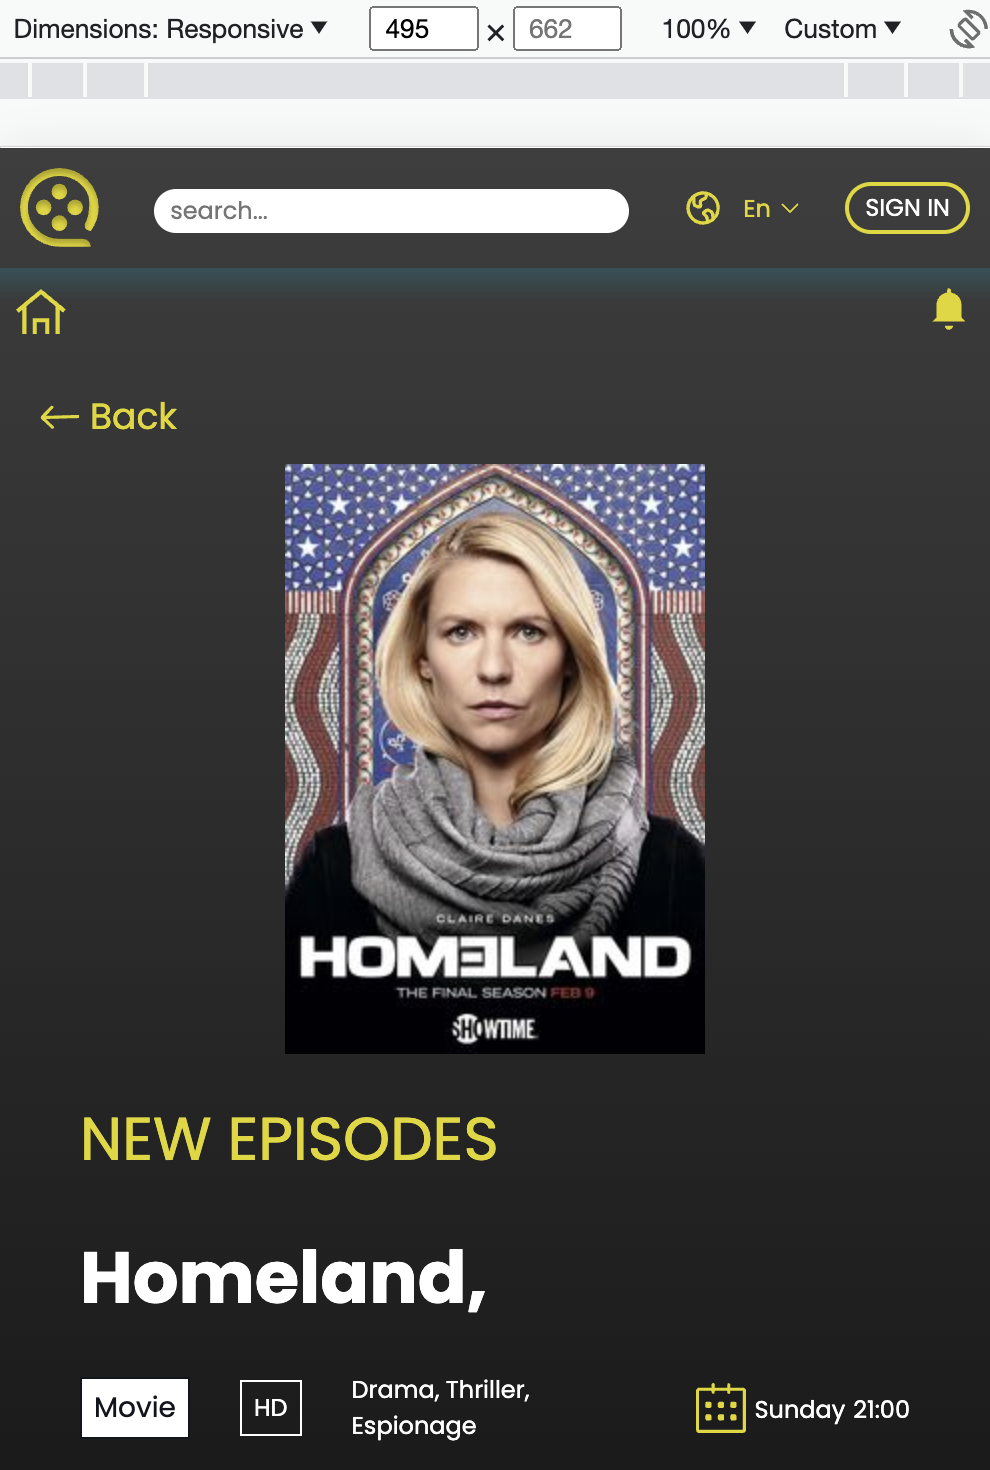 Dimensions: Responsive ▼ 495 × 662 100% ▼ Custom ▼
search...
En
SIGN IN
← Back
CLAIRE DANES
HOMELAND
THE FINAL SEASON FEB 9
SHOWTIME
NEW EPISODES
Homeland,
Movie
HD
Drama, Thriller,
Espionage
Sunday 21:00